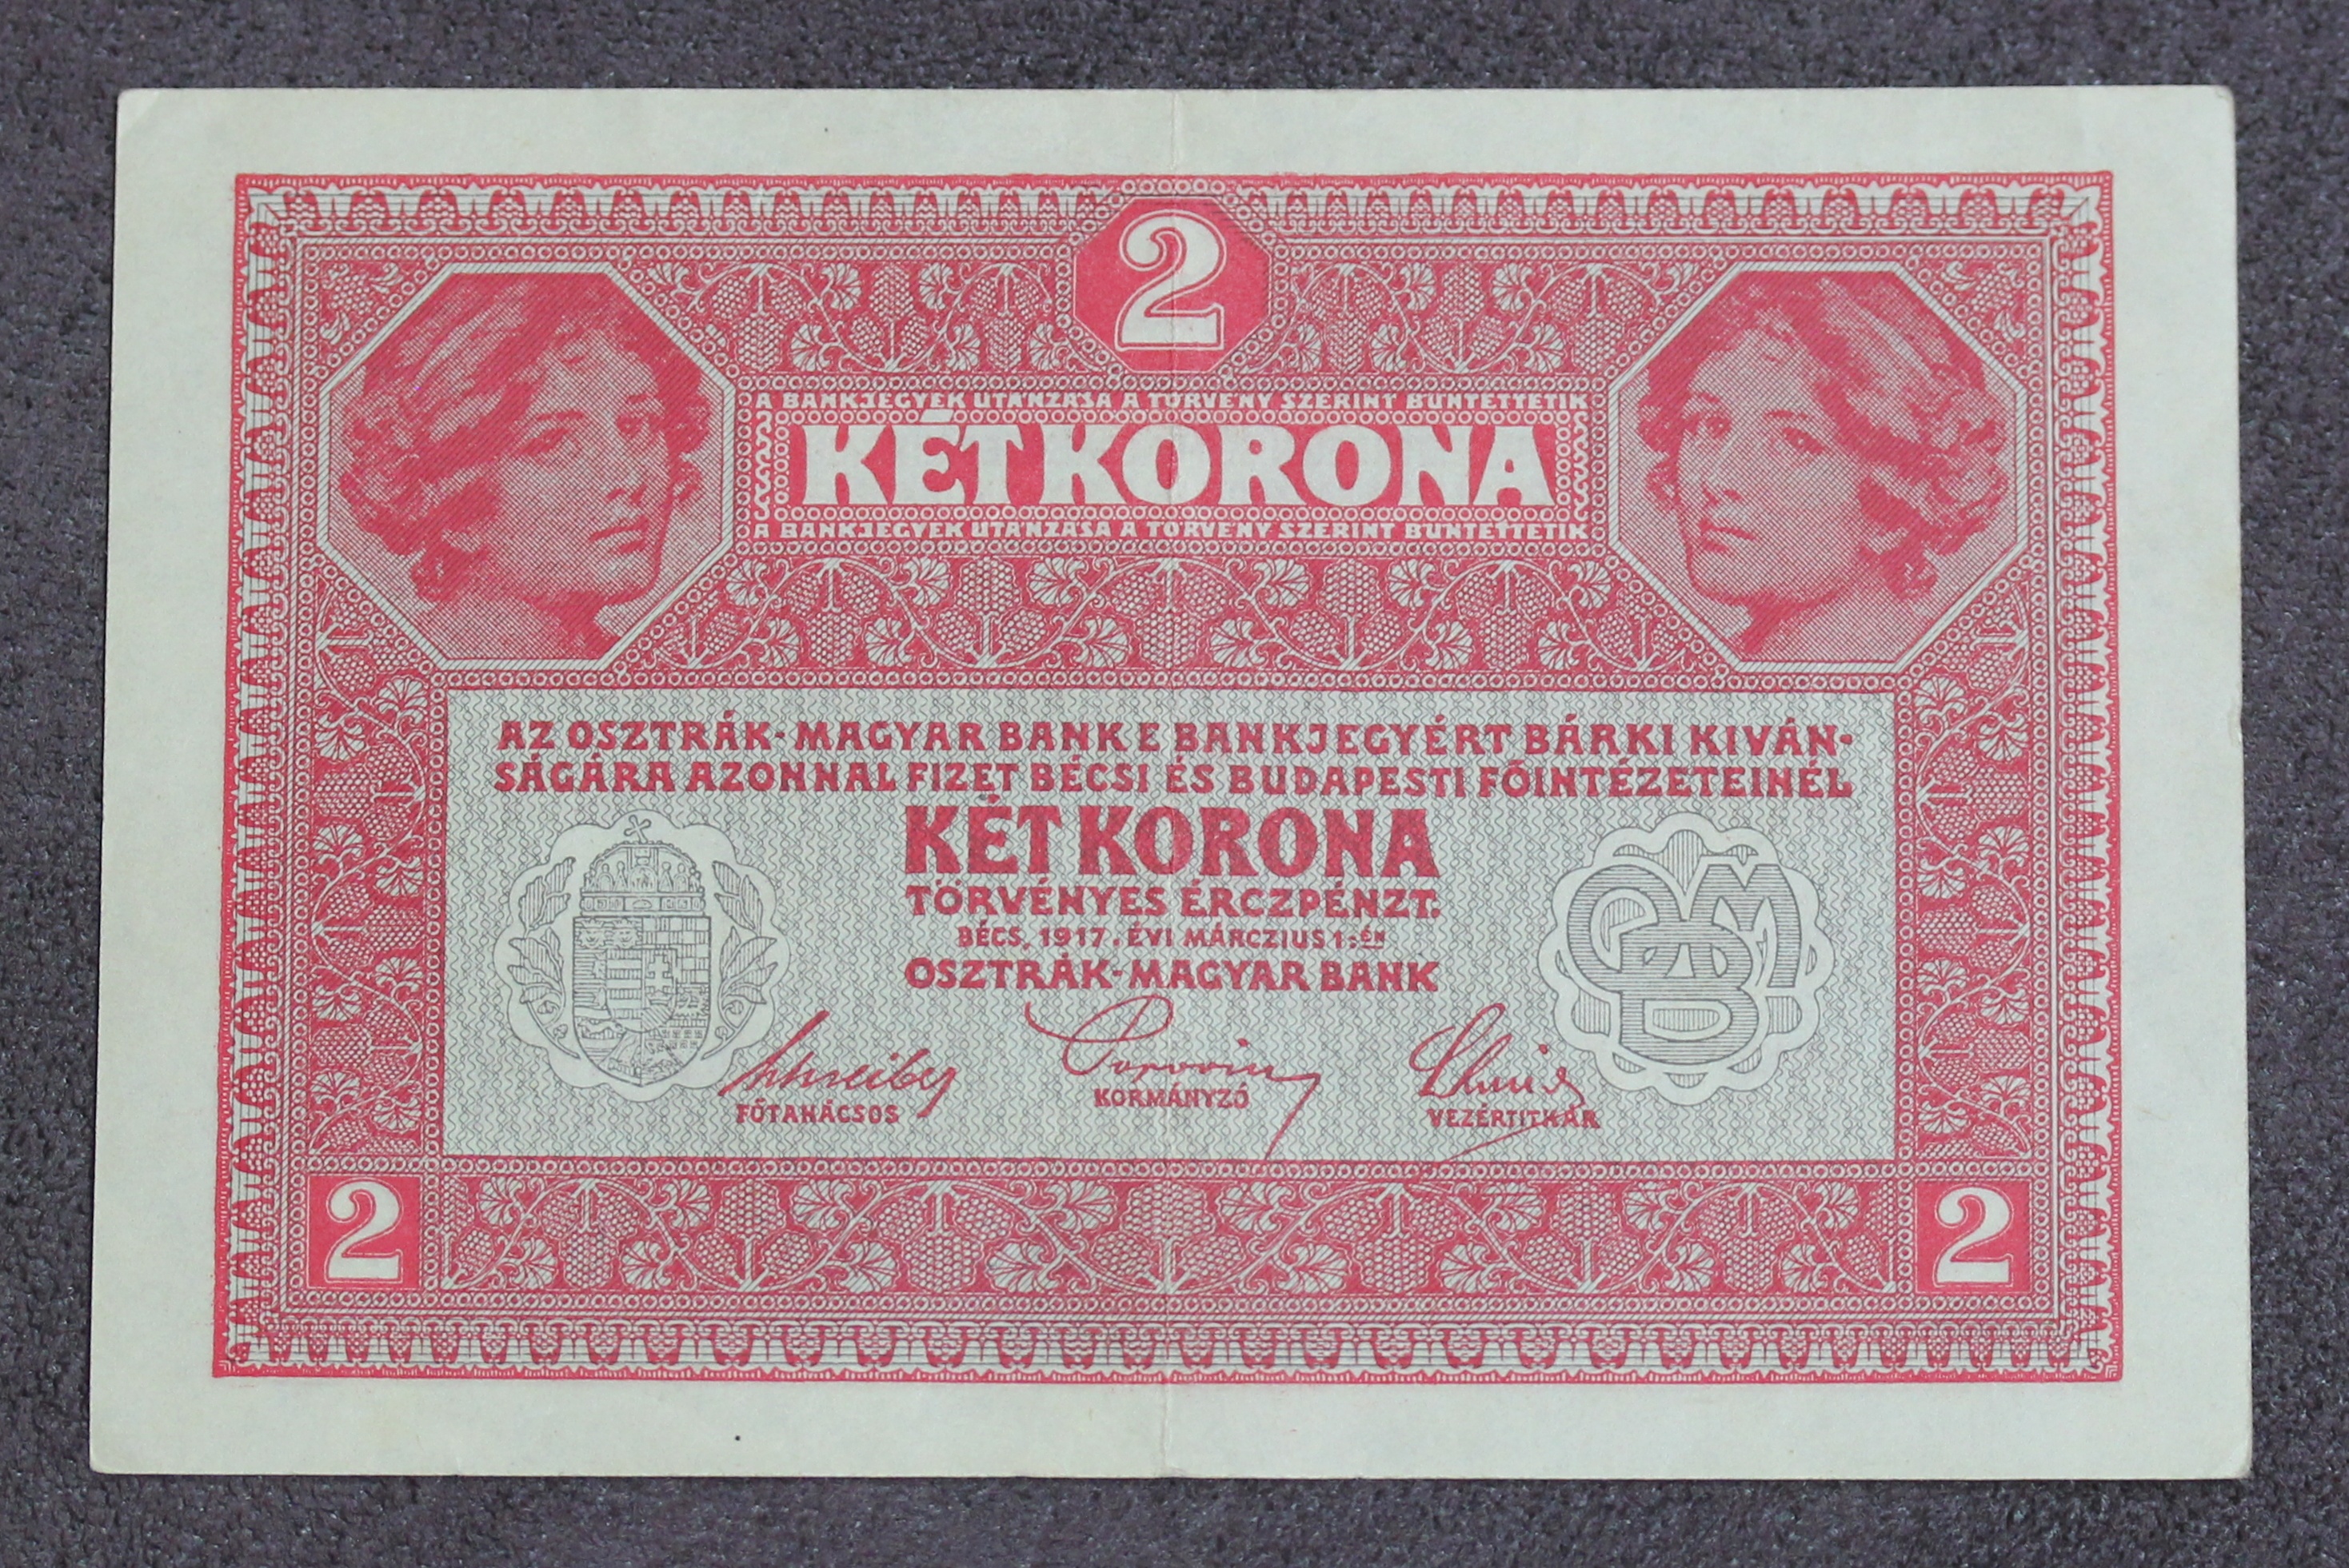 2
A BANKJEGYEK UTÁNZÁSA A TÖRVÉNY SZERINT BÜNTETTETIK
KÉT KORONA
A BANKJEGYEK UTÁNZÁSA A TÖRVÉNY SZERINT BÜNTETTETIK
AZ OSZTRÁK-MAGYAR BANK E BANKJEGYÉRT BÁRKI KIVÁN-
SÁGÁRA AZONNAL FIZET BÉCSI ÉS BUDAPESTI FŐINTÉZETEINÉL
KÉT KORONA
TÖRVÉNYES ÉRCZPÉNZT.
BÉCS, 1917. ÉVI MÁRCZIUS 1-ÉN
OSZTRÁK-MAGYAR BANK
FŐTANÁCSOS
KORMÁNYZÓ
VEZÉRTITKÁR
2
2